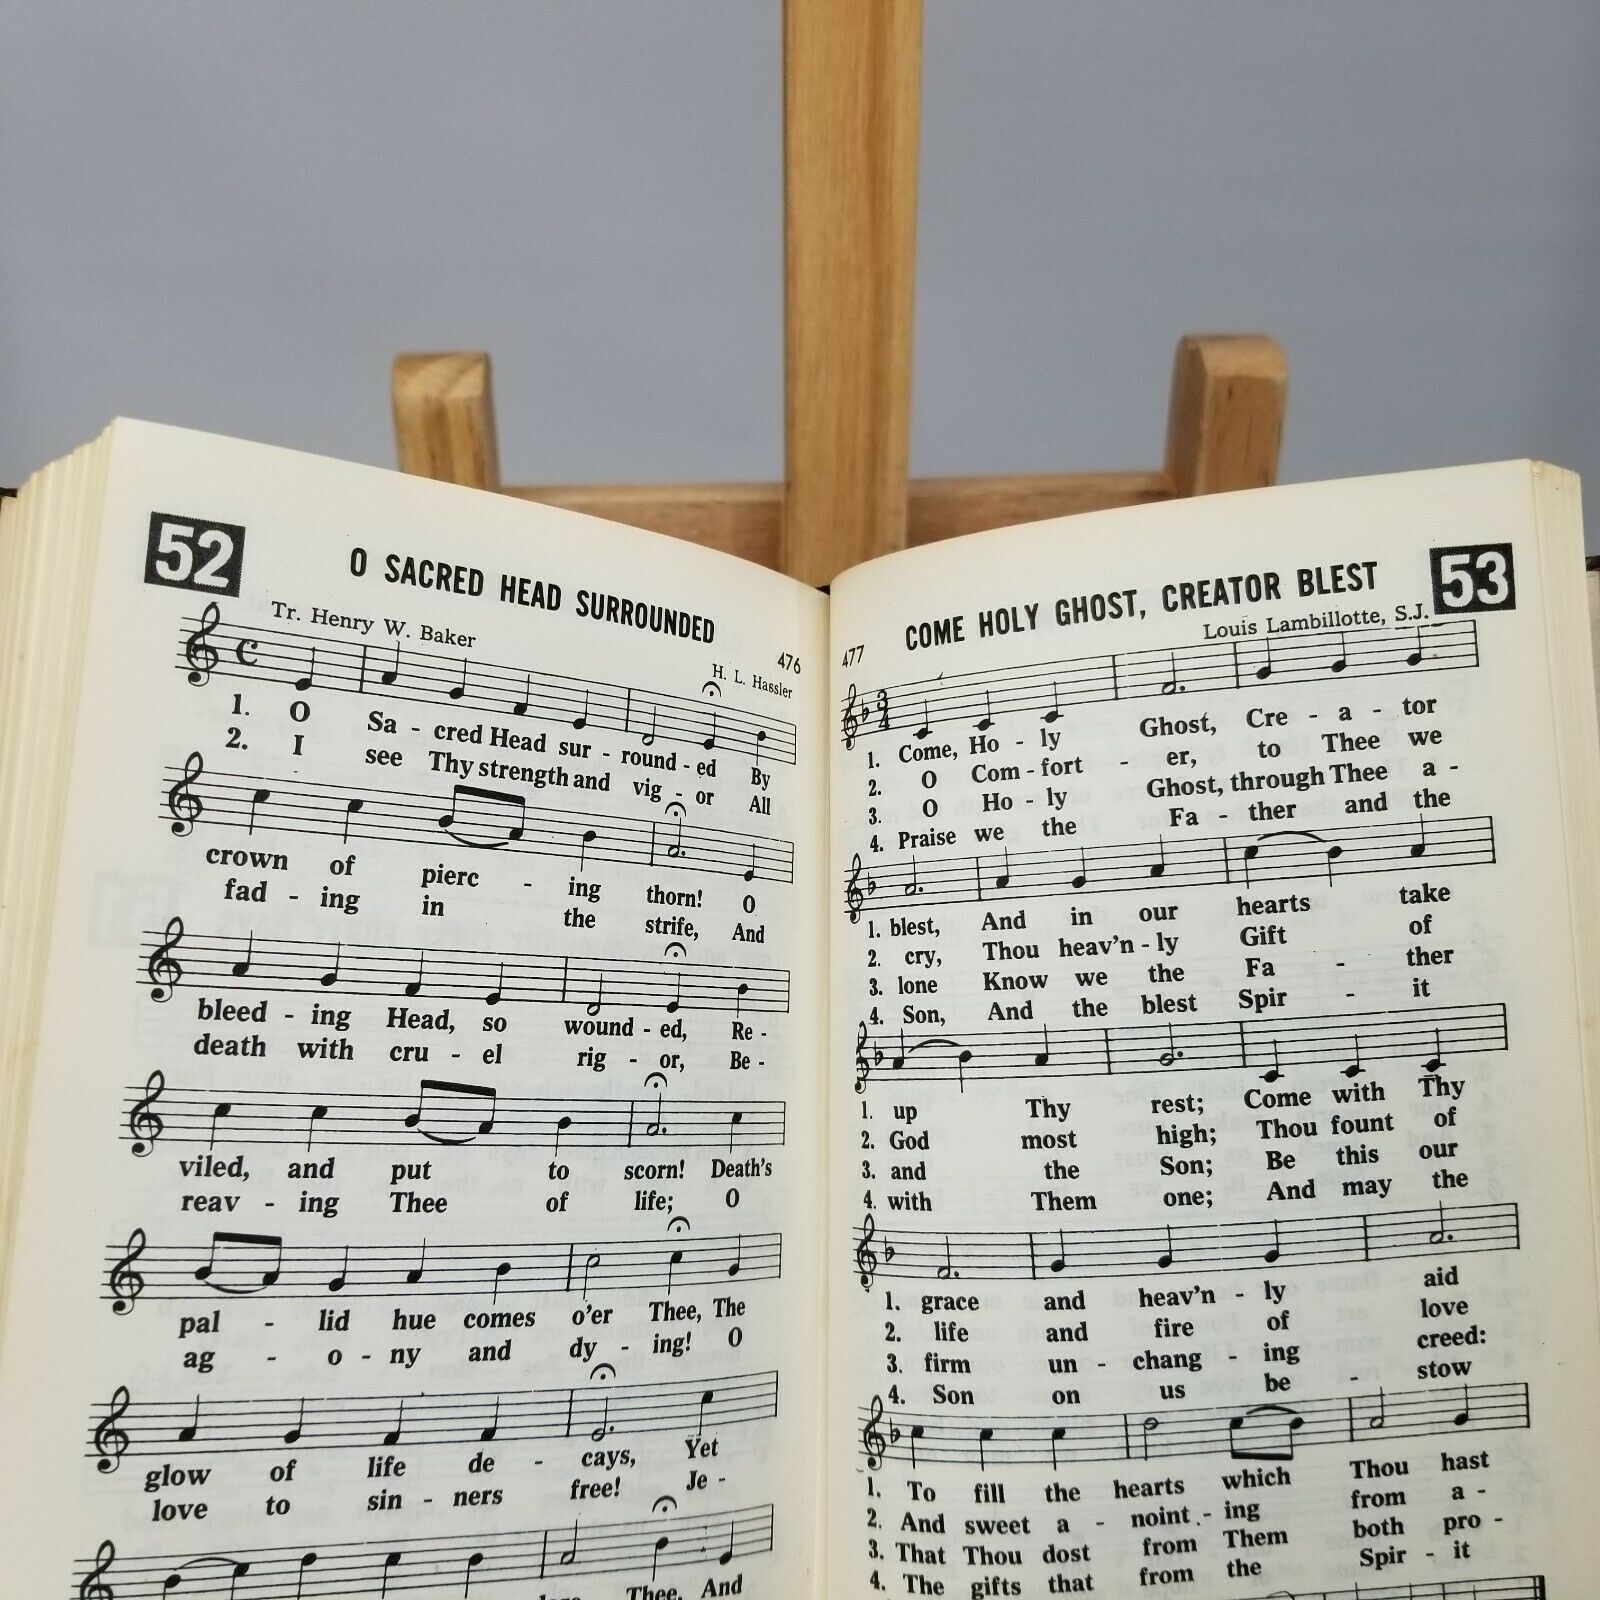 52
O SACRED HEAD SURROUNDED
Tr. Henry W. Baker
476
H. L. Hassler
1. O Sa - cred Head sur - round - ed By
2. I see Thy strength and vig - or All
crown of pierc - ing thorn! O
fad - ing in the strife, And
bleed - ing Head, so wound - ed, Re -
death with cru - el rig - or, Be -
viled, and put to scorn! Death's
reav - ing Thee of life; O
pal - lid hue comes o'er Thee, The
ag - o - ny and dy - ing! O
glow of life de - cays, Yet
love to sin - ners free! Je -
Thee, And
53
COME HOLY GHOST, CREATOR BLEST
477
Louis Lambillotte, S.J.
3
4
1. Come, Ho - ly Ghost, Cre - a - tor
2. O Com - fort - er, to Thee we
3. O Ho - ly Ghost, through Thee a -
4. Praise we the Fa - ther and the
1. blest, And in our hearts take
2. cry, Thou heav'n - ly Gift of
3. lone Know we the Fa - ther
4. Son, And the blest Spir - it
1. up Thy rest; Come with Thy
2. God most high; Thou fount of
3. and the Son; Be this our
4. with Them one; And may the
1. grace and heav'n - ly aid
2. life and fire of love
3. firm un - chang - ing creed:
4. Son on us be - stow
1. To fill the hearts which Thou hast
2. And sweet a - noint - ing from a -
3. That Thou dost from Them both pro -
4. The gifts that from the Spir - it